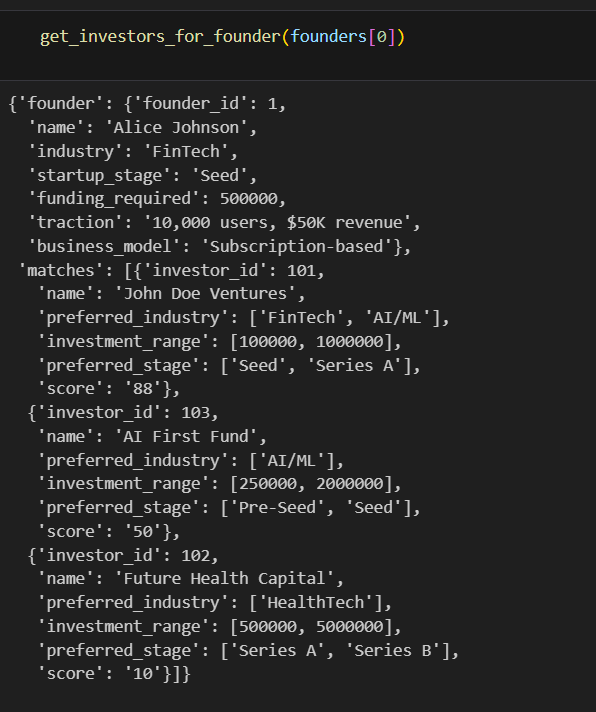 get_investors_for_founder(founders[0])
{'founder': {'founder_id': 1,
'name': 'Alice Johnson',
'industry': 'FinTech',
'startup_stage': 'Seed',
'funding_required': 500000,
'traction': '10,000 users, $50K revenue',
'business_model': 'Subscription-based'},
'matches': [{'investor_id': 101,
'name': 'John Doe Ventures',
'preferred_industry': ['FinTech', 'AI/ML'],
'investment_range': [100000, 1000000],
'preferred_stage': ['Seed', 'Series A'],
'score': '88'},
{'investor_id': 103,
'name': 'AI First Fund',
'preferred_industry': ['AI/ML'],
'investment_range': [250000, 2000000],
'preferred_stage': ['Pre-Seed', 'Seed'],
'score': '50'},
{'investor_id': 102,
'name': 'Future Health Capital',
'preferred_industry': ['HealthTech'],
'investment_range': [500000, 5000000],
'preferred_stage': ['Series A', 'Series B'],
'score': '10'}]}